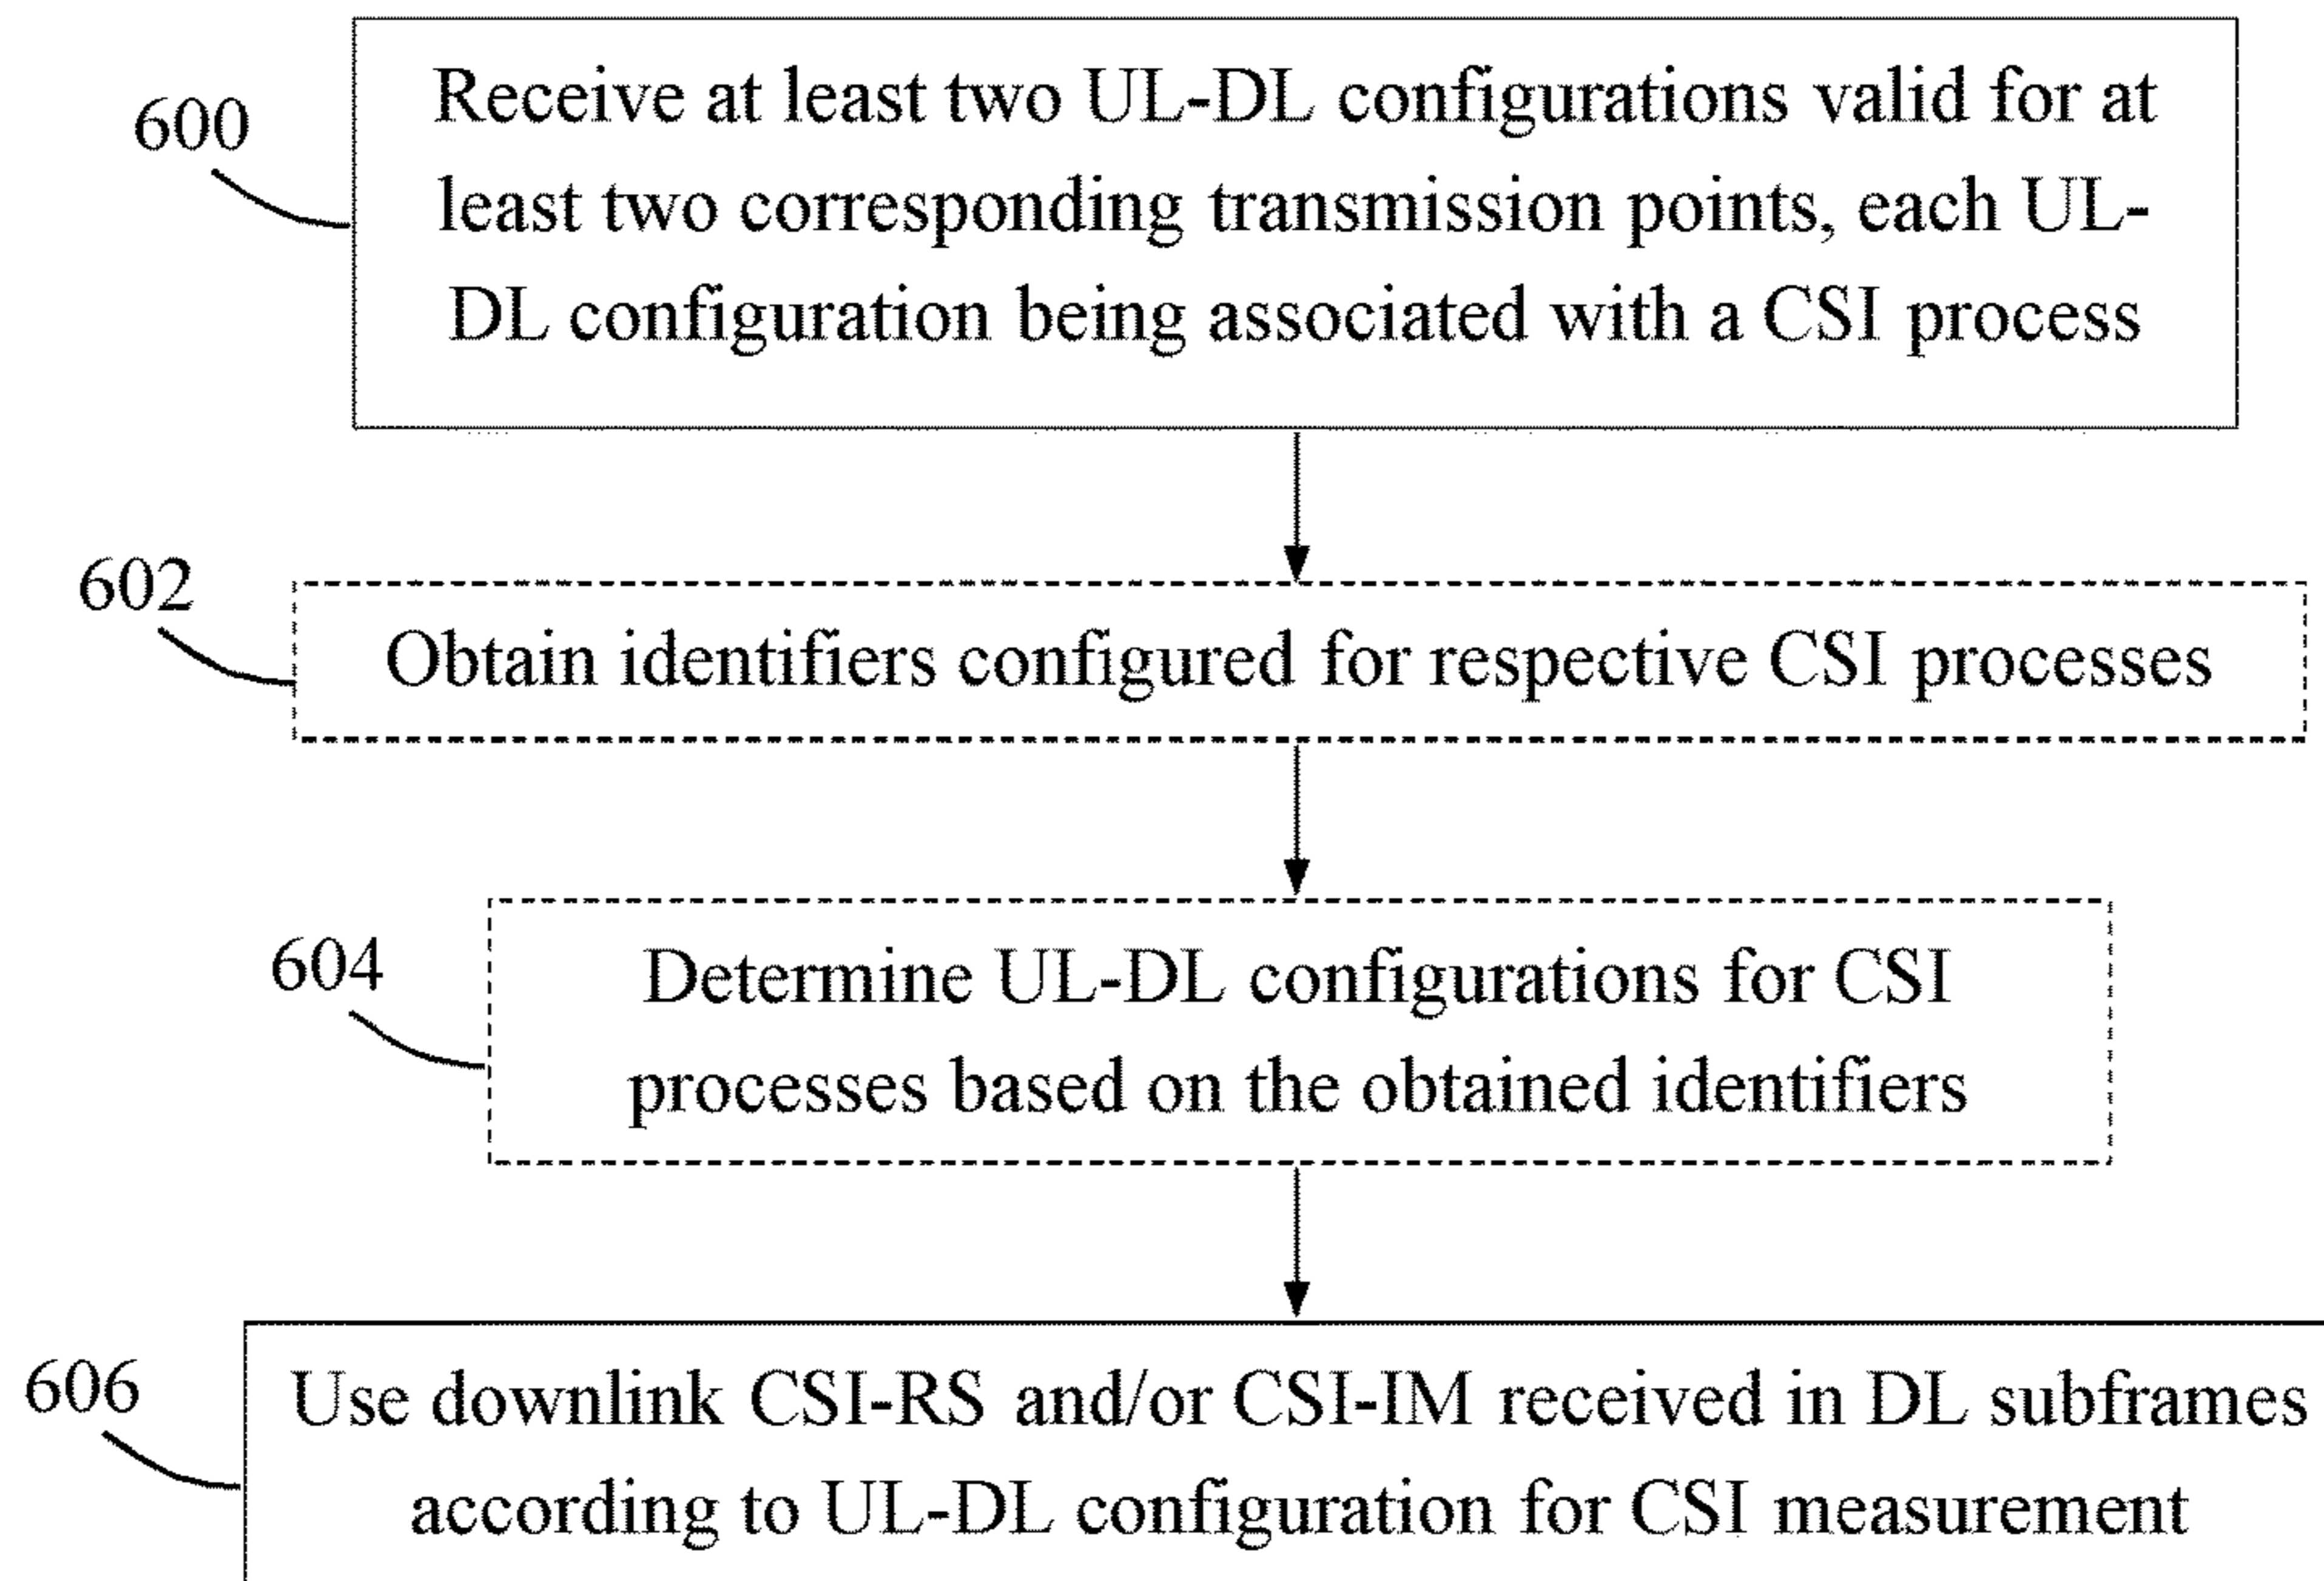 600
Receive at least two UL-DL configurations valid for at
least two corresponding transmission points, each UL-
DL configuration being associated with a CSI process
602
Obtain identifiers configured for respective CSI processes
604
Determine UL-DL configurations for CSI
processes based on the obtained identifiers
606
Use downlink CSI-RS and/or CSI-IM received in DL subframes
according to UL-DL configuration for CSI measurement